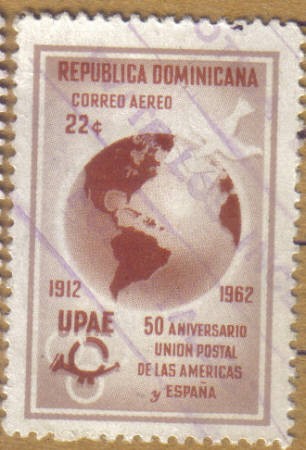 REPUBLICA DOMINICANA
CORREO AEREO
22¢
1912
1962
UPAE
50 ANIVERSARIO
UNION POSTAL
DE LAS AMERICAS
y ESPAÑA